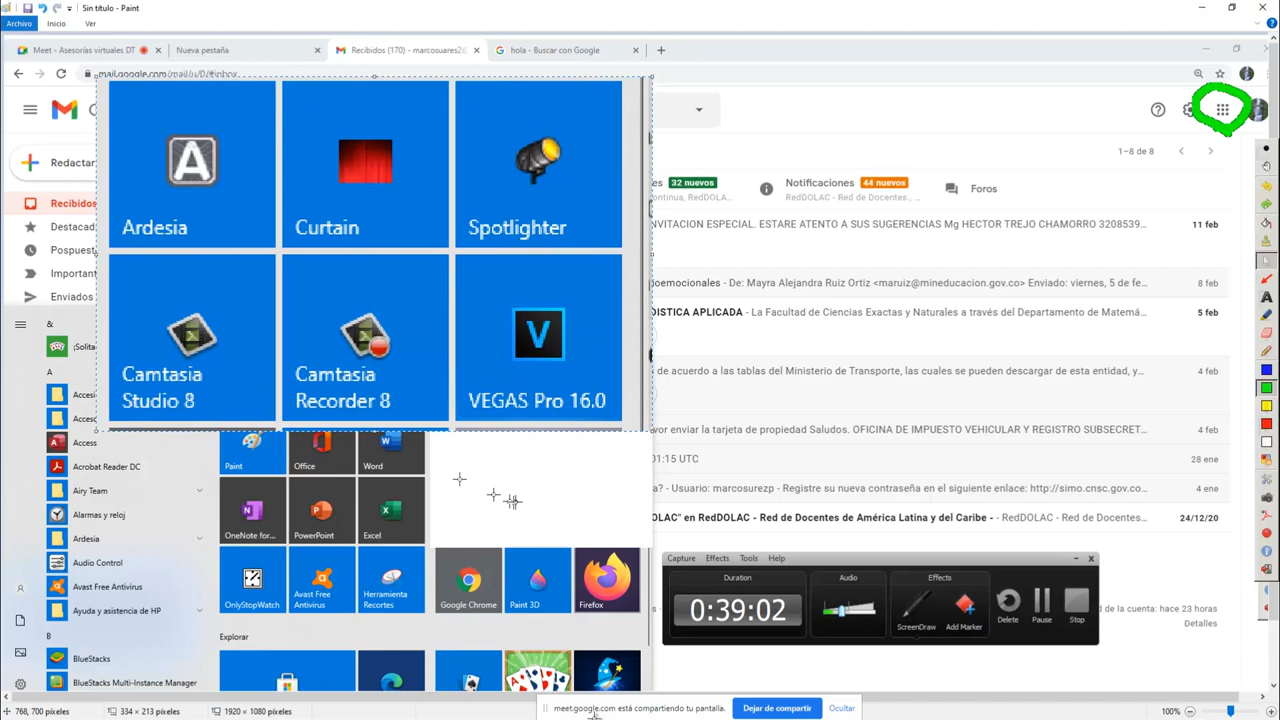 Sin título - Paint
Archivo Inicio Ver
Meet - Asesorías virtuales DT
Nueva pestaña
Recibidos (170) - marcosuares2
hola - Buscar con Google
mail.google.com/mail/u/0/#inbox
Redactar
Recibidos
Destacad
Pospuest
Important
Enviados
1–8 de 8
32 nuevos
Notificaciones 44 nuevos
RedDOLAC - Red de Docentes., ...
Foros
NVITACION ESPECIAL. ESTARE ATENTO A SUS SUGERENCIAS Mg HECTOR TREJO CHAMORRO 3208539... 11 feb
oemocionales - De: Mayra Alejandra Ruiz Ortiz <maruiz@mineducacion.gov.co> Enviado: viernes, 5 de fe... 8 feb
DISTICA APLICADA - La Facultad de Ciencias Exactas y Naturales a través del Departamento de Matemá... 5 feb
de acuerdo a las tablas del Ministerio de Transporte, las cuales se pueden descargar de esta entidad, y... 4 feb
vor enviar la tarjeta de propiedad Saludos. OFICINA DE IMPUESTO VEHICULAR Y REGISTRO SUBSECRET... 4 feb
01:15 UTC 28 ene
a? - Usuario: marcosurezp - Registre su nueva contraseña en el siguiente enlace: http://simo.cnsc.gov.co... 4 ene
OLAC" en RedDOLAC - Red de Docentes de América Latina y del Caribe - RedDOLAC - Red de Docentes... 24/12/20
d de la cuenta: hace 23 horas
Detalles
Ardesia
Curtain
Spotlighter
Camtasia
Studio 8
Camtasia
Recorder 8
VEGAS Pro 16.0
&
¡Solita
A
Acceso
Acceso
Access
Acrobat Reader DC
Airy Team
Alarmas y reloj
Ardesia
Audio Control
Avast Free Antivirus
Ayuda y asistencia de HP
B
BlueStacks
BlueStacks Multi-Instance Manager
Paint
Office
Word
OneNote for...
PowerPoint
Excel
OnlyStopWatch
Avast Free
Antivirus
Herramienta
Recortes
Google Chrome
Paint 3D
Firefox
Explorar
Capture Effects Tools Help
Duration
Audio
Effects
0:39:02
ScreenDraw
Add Marker
Delete
Pause
Stop
meet.google.com está compartiendo tu pantalla.
Dejar de compartir
Ocultar
768, 700 píxeles
334 × 213 píxeles
1920 × 1080 píxeles
100%